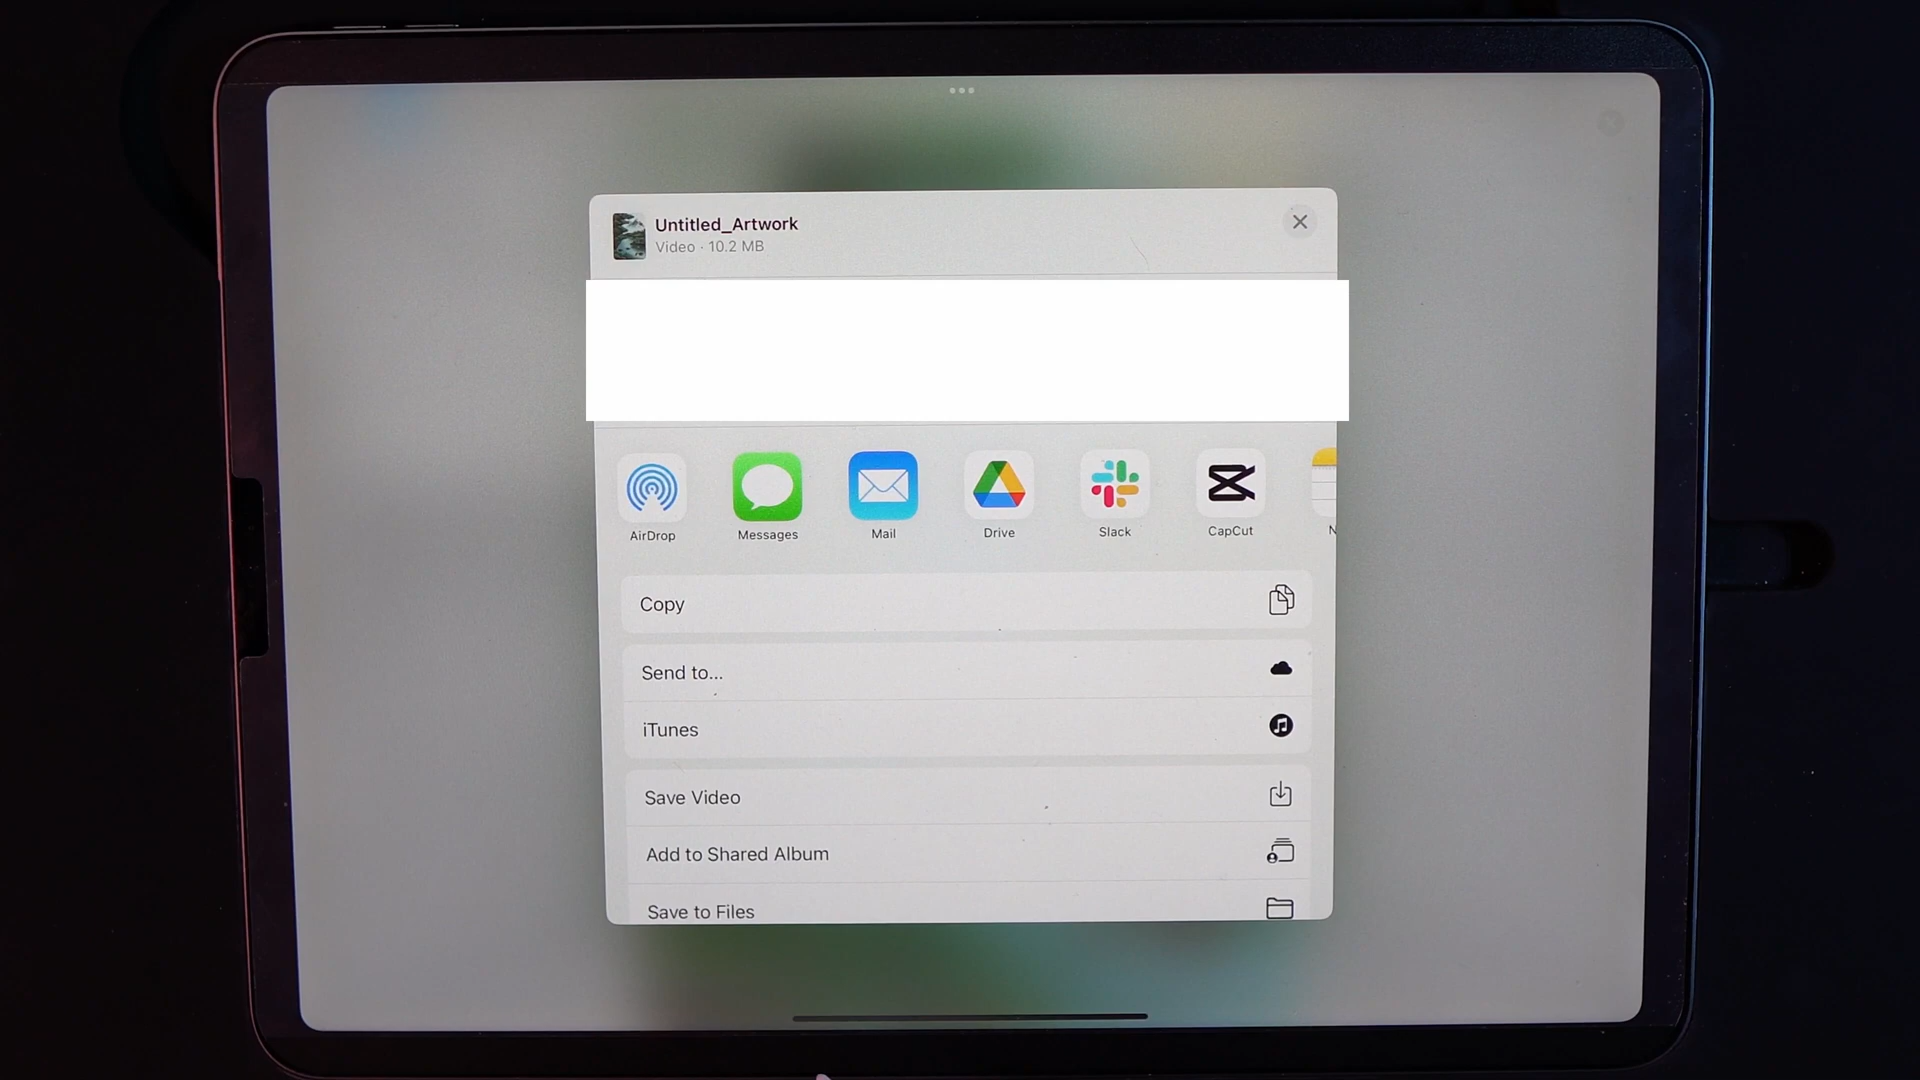 Untitled_Artwork
Video · 10.2 MB
AirDrop
Messages
Mail
Drive
Slack
CapCut
N
Copy
Send to...
iTunes
Save Video
Add to Shared Album
Save to Files